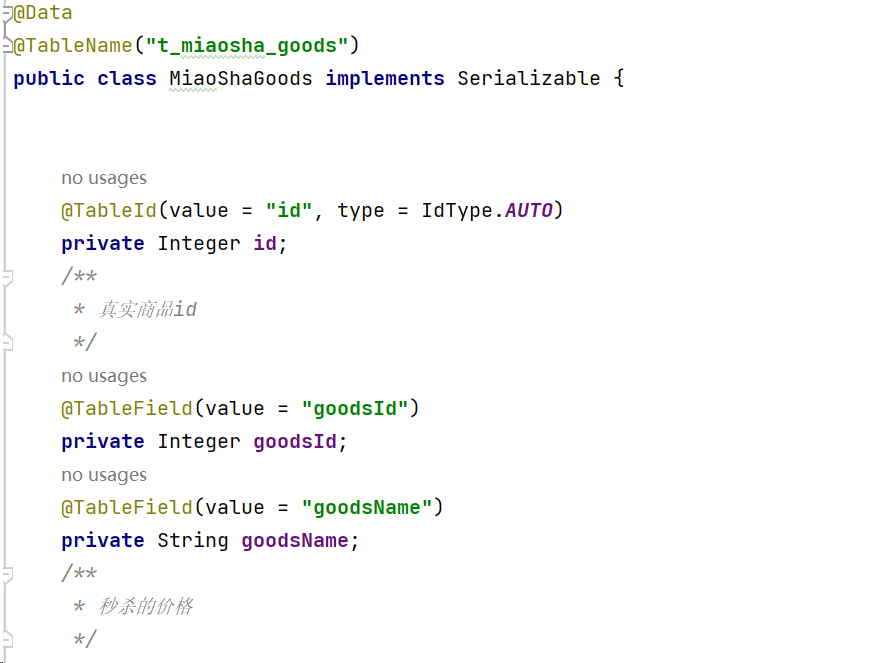 @Data
@TableName("t_miaosha_goods")
public class MiaoShaGoods implements Serializable {
no usages
@TableId(value = "id", type = IdType.AUTO)
private Integer id;
/**
* 真实商品id
*/
no usages
@TableField(value = "goodsId")
private Integer goodsId;
no usages
@TableField(value = "goodsName")
private String goodsName;
/**
* 秒杀的价格
*/